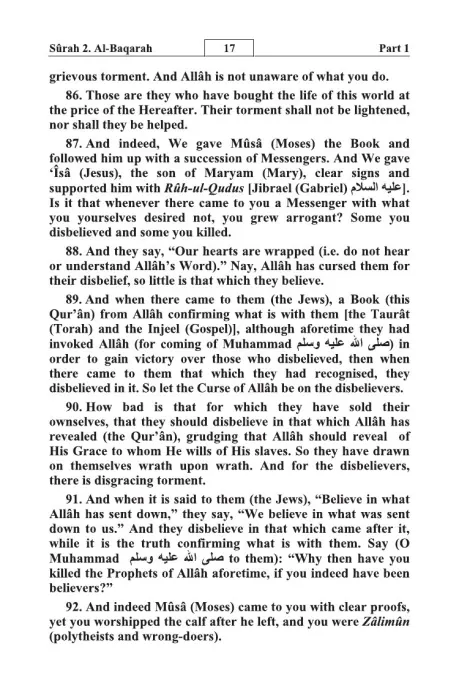 Sûrah 2. Al-Baqarah 17 Part 1
grievous torment. And Allâh is not unaware of what you do.
86. Those are they who have bought the life of this world at
the price of the Hereafter. Their torment shall not be lightened,
nor shall they be helped.
87. And indeed, We gave Mûsâ (Moses) the Book and
followed him up with a succession of Messengers. And We gave
‘Îsâ (Jesus), the son of Maryam (Mary), clear signs and
supported him with Rûh-ul-Qudus [Jibrael (Gabriel) عليه السلام].
Is it that whenever there came to you a Messenger with what
you yourselves desired not, you grew arrogant? Some you
disbelieved and some you killed.
88. And they say, “Our hearts are wrapped (i.e. do not hear
or understand Allâh’s Word).” Nay, Allâh has cursed them for
their disbelief, so little is that which they believe.
89. And when there came to them (the Jews), a Book (this
Qur’ân) from Allâh confirming what is with them [the Taurât
(Torah) and the Injeel (Gospel)], although aforetime they had
invoked Allâh (for coming of Muhammad صلى الله عليه وسلم) in
order to gain victory over those who disbelieved, then when
there came to them that which they had recognised, they
disbelieved in it. So let the Curse of Allâh be on the disbelievers.
90. How bad is that for which they have sold their
ownselves, that they should disbelieve in that which Allâh has
revealed (the Qur’ân), grudging that Allâh should reveal of
His Grace to whom He wills of His slaves. So they have drawn
on themselves wrath upon wrath. And for the disbelievers,
there is disgracing torment.
91. And when it is said to them (the Jews), “Believe in what
Allâh has sent down,” they say, “We believe in what was sent
down to us.” And they disbelieve in that which came after it,
while it is the truth confirming what is with them. Say (O
Muhammad صلى الله عليه وسلم to them): “Why then have you
killed the Prophets of Allâh aforetime, if you indeed have been
believers?”
92. And indeed Mûsâ (Moses) came to you with clear proofs,
yet you worshipped the calf after he left, and you were Zâlimûn
(polytheists and wrong-doers).